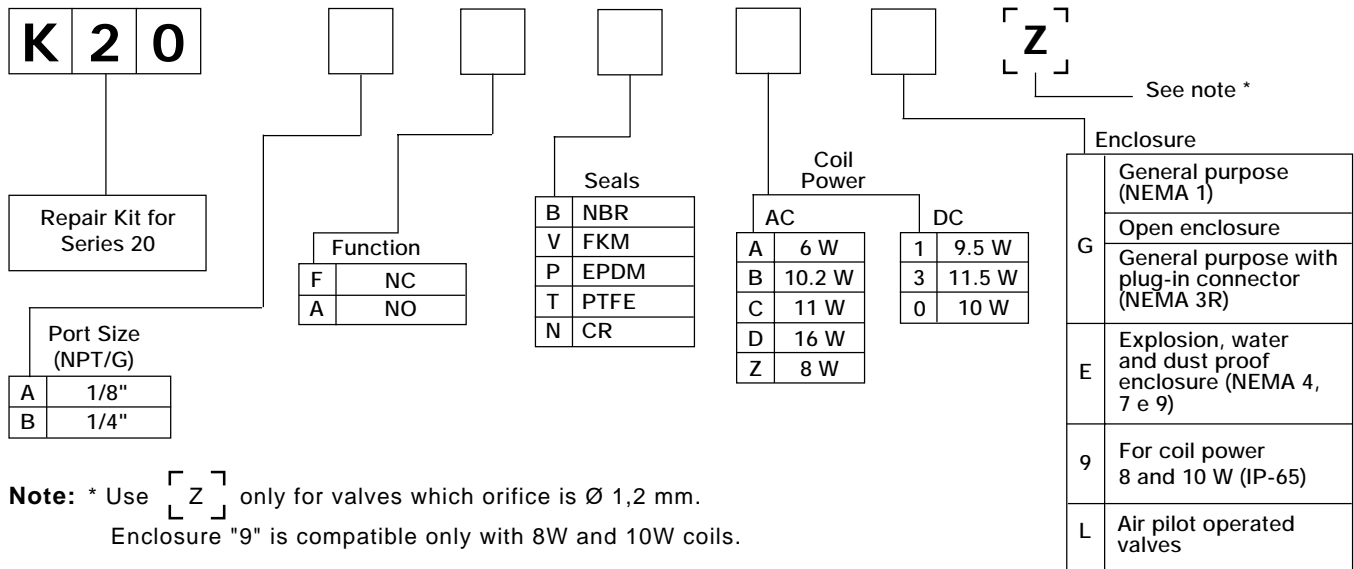 K 2 0
Z
See note *
Repair Kit for
Series 20
Port Size
(NPT/G)
A 1/8"
B 1/4"
Function
F NC
A NO
Seals
B NBR
V FKM
P EPDM
T PTFE
N CR
Coil
Power
AC
A 6 W
B 10.2 W
C 11 W
D 16 W
Z 8 W
DC
1 9.5 W
3 11.5 W
0 10 W
Enclosure
G
General purpose
(NEMA 1)
Open enclosure
General purpose with
plug-in connector
(NEMA 3R)
E
Explosion, water
and dust proof
enclosure (NEMA 4,
7 e 9)
9
For coil power
8 and 10 W (IP-65)
L
Air pilot operated
valves
Note: * Use Z only for valves which orifice is Ø 1,2 mm.
Enclosure "9" is compatible only with 8W and 10W coils.